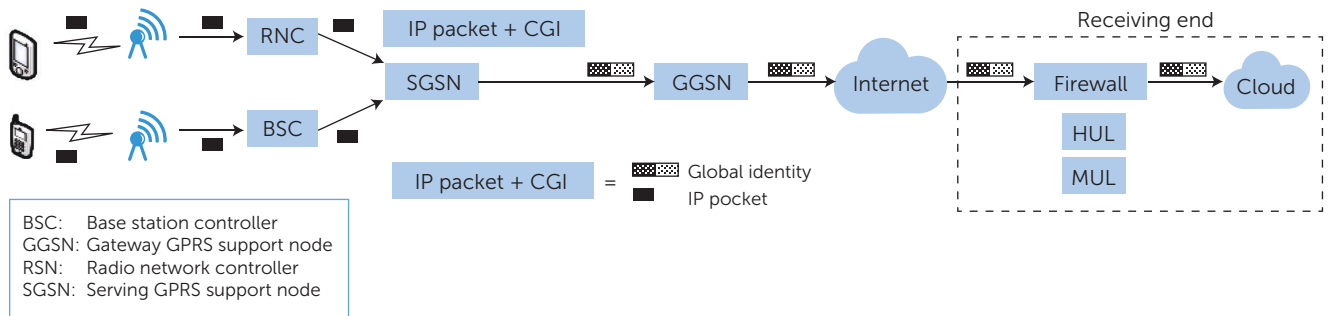 Receiving end
RNC
IP packet + CGI
SGSN
GGSN
Internet
Firewall
Cloud
BSC
HUL
MUL
IP packet + CGI = Global identity
IP pocket
BSC: Base station controller
GGSN: Gateway GPRS support node
RSN: Radio network controller
SGSN: Serving GPRS support node